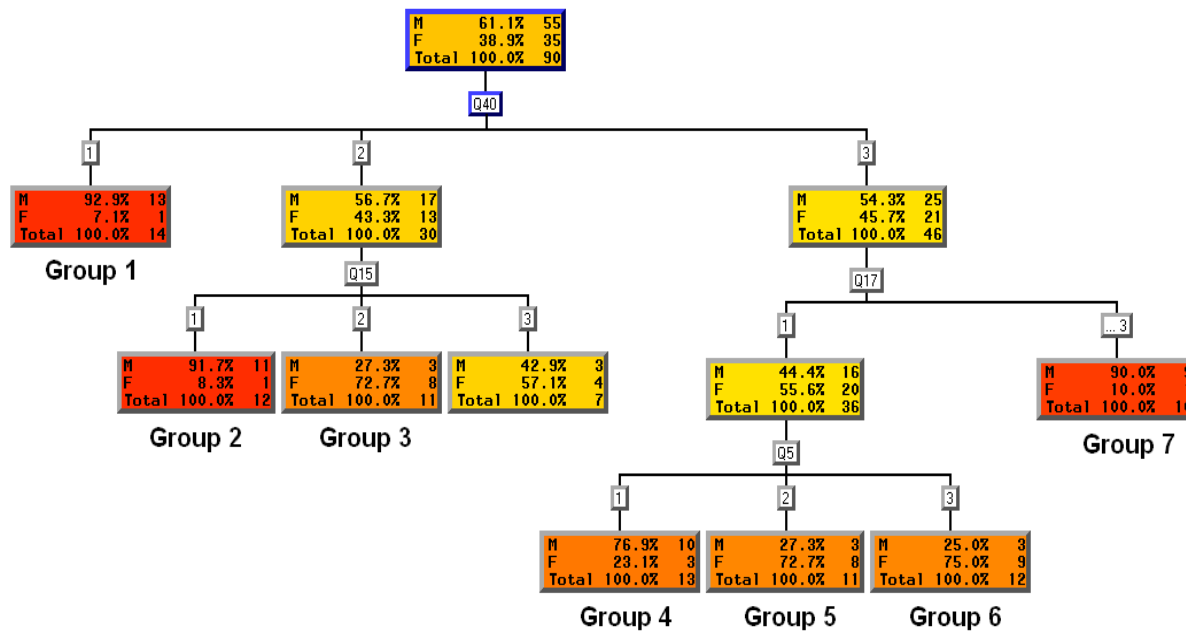 M 61.1% 55
F 38.9% 35
Total 100.0% 90
Q40
1
2
3
M 92.9% 13
F 7.1% 1
Total 100.0% 14
M 56.7% 17
F 43.3% 13
Total 100.0% 30
M 54.3% 25
F 45.7% 21
Total 100.0% 46
Group 1
Q15
Q17
1
2
3
1
... 3
M 91.7% 11
F 8.3% 1
Total 100.0% 12
M 27.3% 3
F 72.7% 8
Total 100.0% 11
M 42.9% 3
F 57.1% 4
Total 100.0% 7
M 44.4% 16
F 55.6% 20
Total 100.0% 36
M 90.0%
F 10.0%
Total 100.0%
Group 2
Group 3
Group 7
Q5
1
2
3
M 76.9% 10
F 23.1% 3
Total 100.0% 13
M 27.3% 3
F 72.7% 8
Total 100.0% 11
M 25.0% 3
F 75.0% 9
Total 100.0% 12
Group 4
Group 5
Group 6